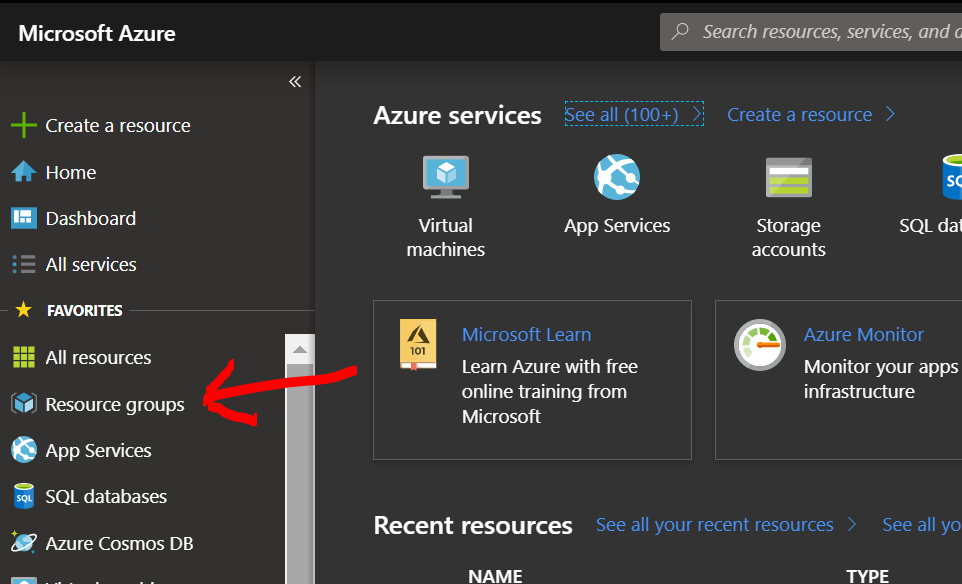 Microsoft Azure
Search resources, services, and
Create a resource
Home
Dashboard
All services
FAVORITES
All resources
Resource groups
App Services
SQL databases
Azure Cosmos DB
Azure services
See all (100+)
Create a resource
Virtual
machines
App Services
Storage
accounts
SQL
101
Microsoft Learn
Learn Azure with free
online training from
Microsoft
Azure Monitor
Monitor your apps
infrastructure
Recent resources
See all your recent resources
See all
NAME
TYPE